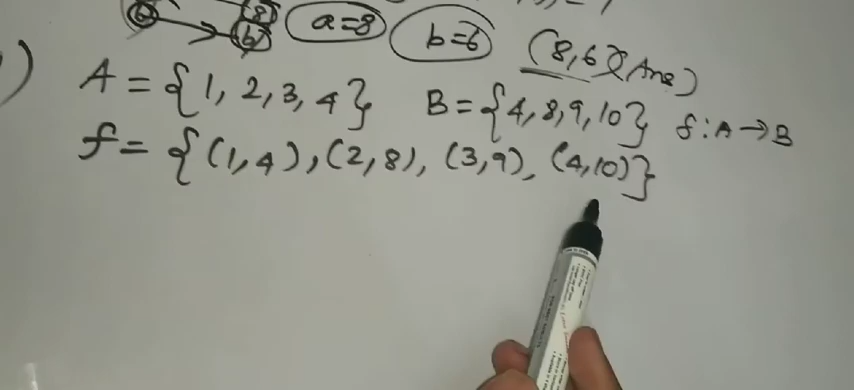 a=8 b=6 (8,6) (Ans)
A = {1, 2, 3, 4} B = {4, 8, 9, 10} f : A → B
f = {(1,4), (2,8), (3,9), (4,10)}